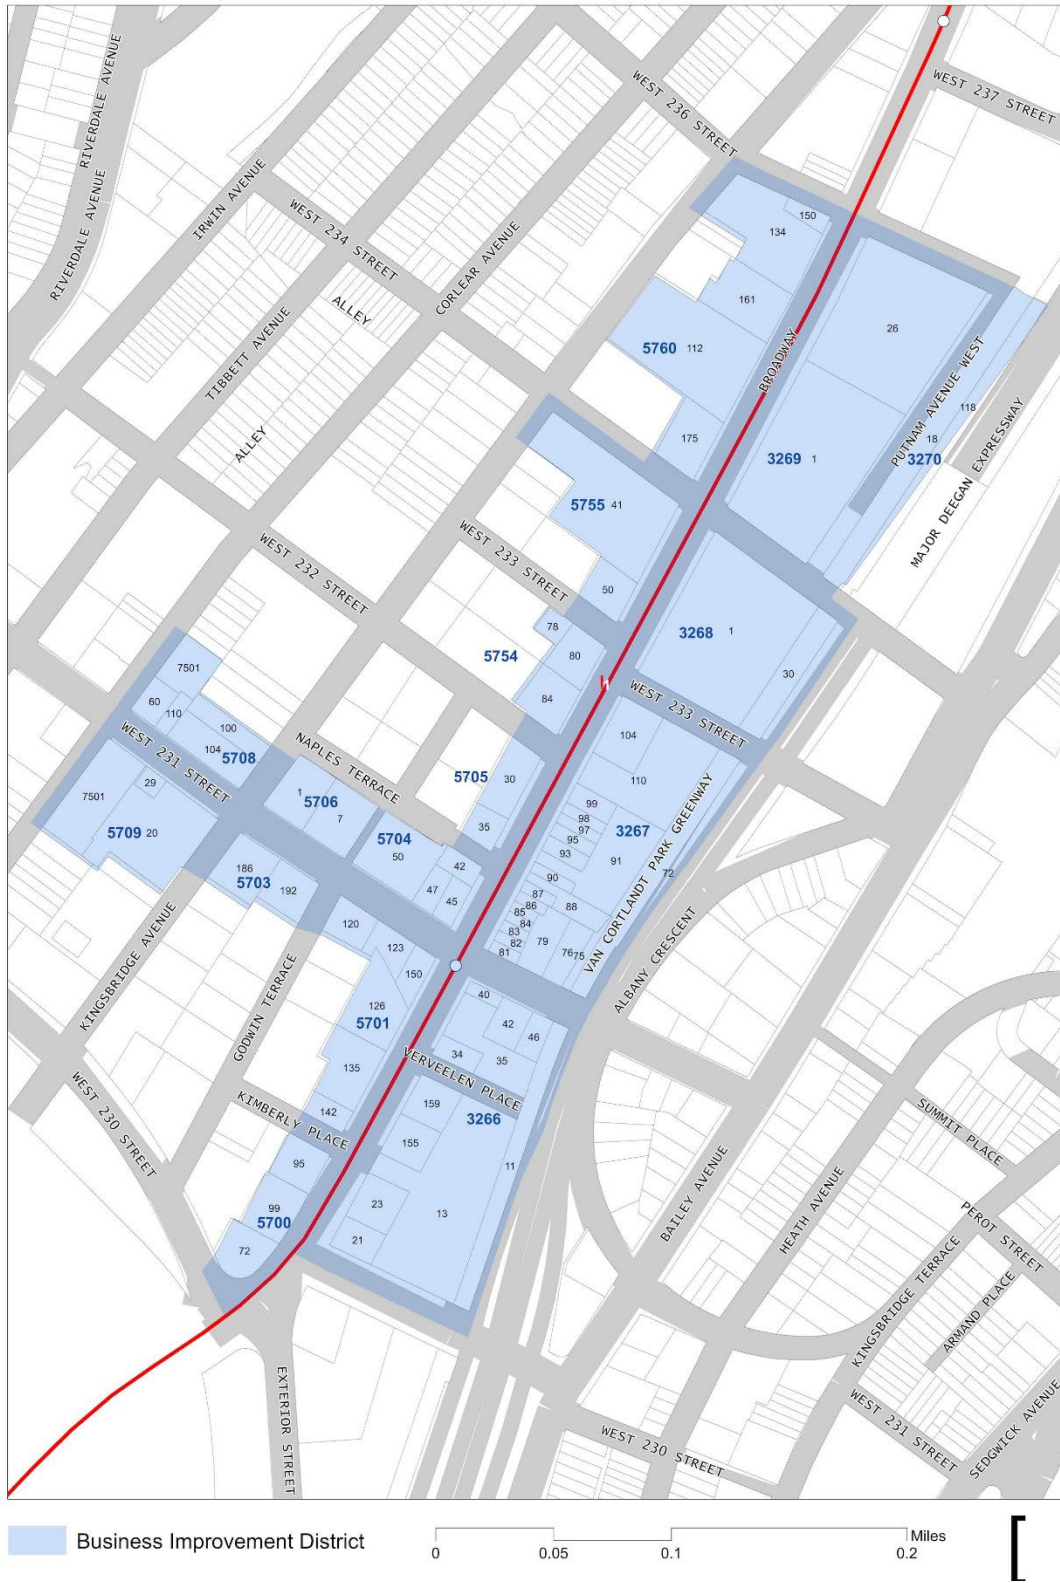 RIVERDALE AVENUE
RIVERDALE AVENUE
IRWIN AVENUE
WEST 236 STREET
WEST 237 STREET
WEST 234 STREET
CORLEAR AVENUE
ALLEY
TIBBETT AVENUE
ALLEY
150
134
161
5760
112
175
BROADWAY
26
PUTNAM AVENUE WEST
118
18
3270
3269
1
MAJOR DEEGAN EXPRESSWAY
5755
41
50
WEST 233 STREET
WEST 232 STREET
78
5754
80
84
3268
1
30
WEST 233 STREET
7501
60
110
100
104
5708
WEST 231 STREET
NAPLES TERRACE
5705
30
35
1
5706
7
5704
50
42
47
45
104
110
99
98
97
95
93
3267
91
90
87
86
85
84
83
82
81
88
79
76
75
72
VAN CORTLANDT PARK GREENWAY
ALBANY CRESCENT
7501
29
5709
20
186
5703
192
120
123
150
126
5701
135
142
KINGSBRIDGE AVENUE
GODWIN TERRACE
KIMBERLY PLACE
WEST 230 STREET
40
42
46
34
35
VERVEELEN PLACE
159
3266
155
11
23
13
21
95
99
5700
72
EXTERIOR STREET
BAILEY AVENUE
HEATH AVENUE
SUMMIT PLACE
PEROT STREET
KINGSBRIDGE TERRACE
ARMAND PLACE
WEST 231 STREET
SEDGWICK AVENUE
WEST 230 STREET
Business Improvement District
0 0.05 0.1 0.2 Miles